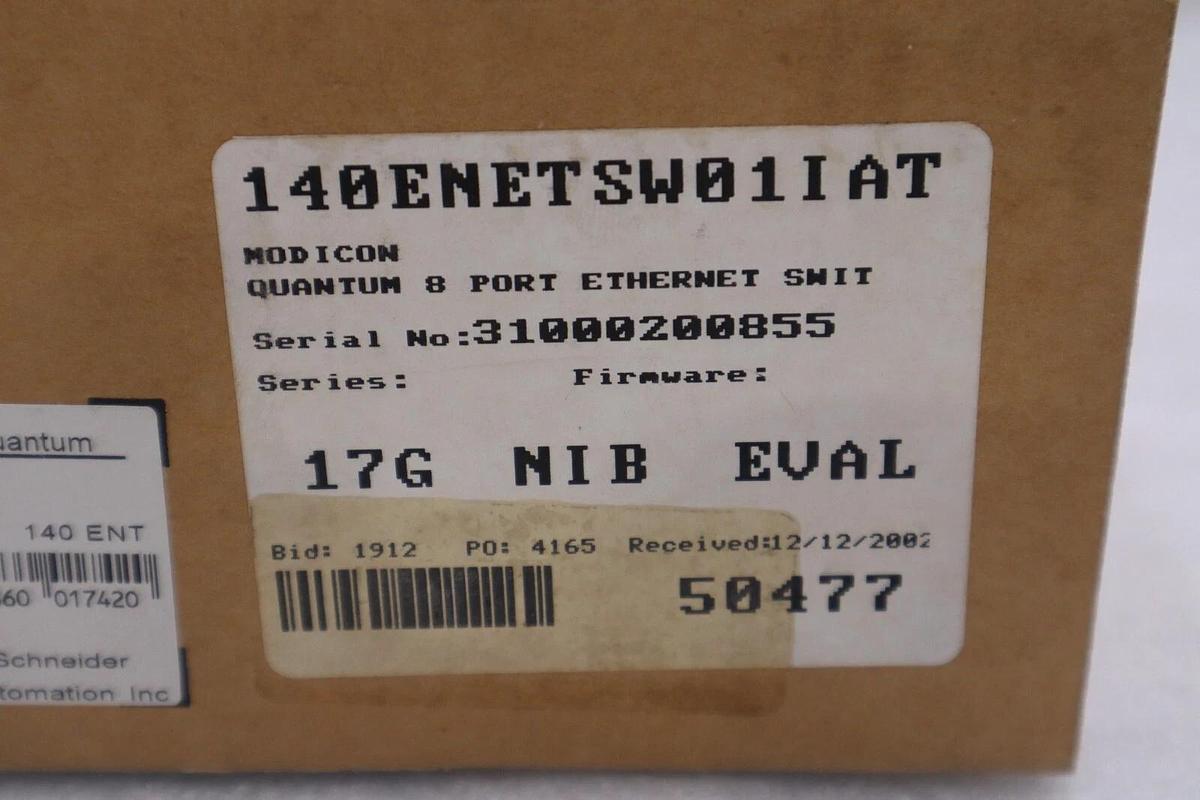 140ENETSW01IAT
MODICON
QUANTUM 8 PORT ETHERNET SWIT
Serial No:31000200855
Series: Firmware:
17G NIB EVAL
Bid: 1912 PO: 4165 Received:12/12/2002
50477
uantum
140 ENT
60 017420
Schneider
tomation Inc